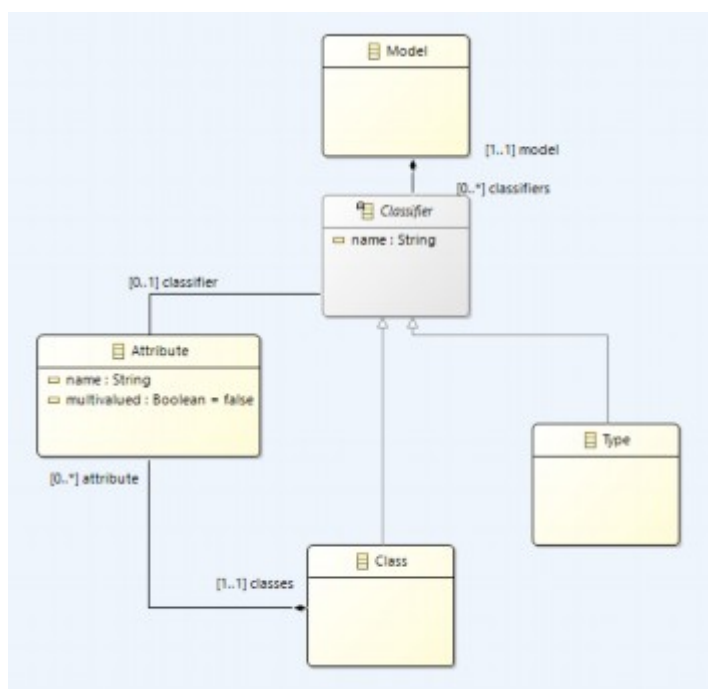 Model
[1..1] model
[0..*] classifiers
Classifier
name : String
[0..1] classifier
Attribute
name : String
multivalued : Boolean = false
Type
[0..*] attribute
Class
[1..1] classes